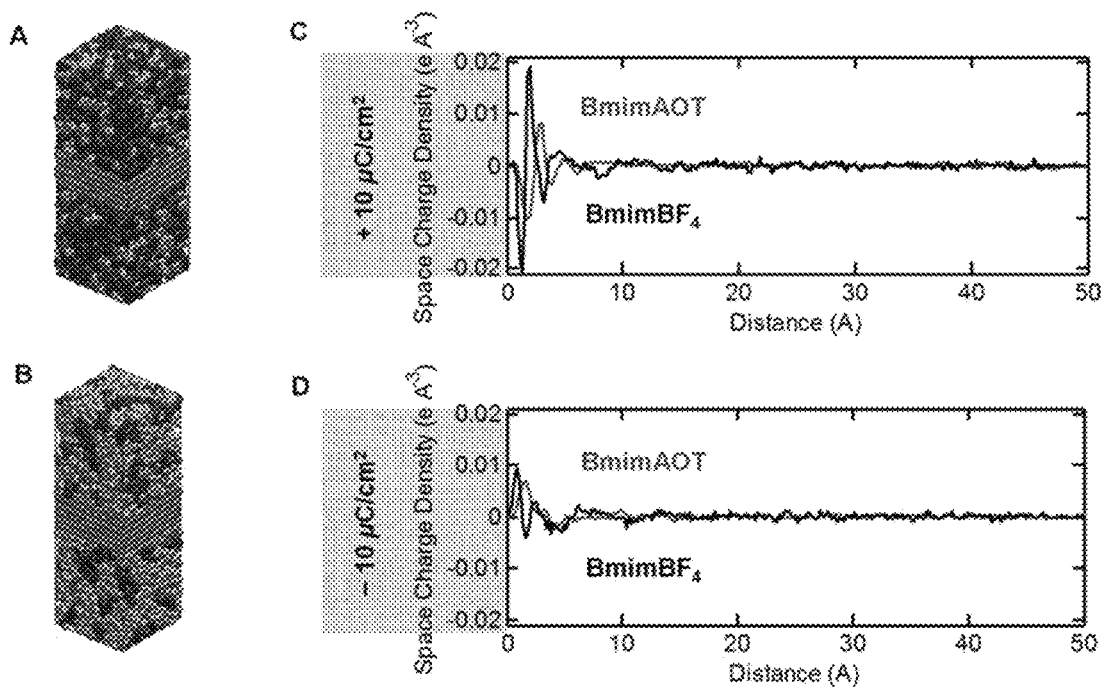 A
B
C
+ 10 µC/cm²
Space Charge Density (e A⁻³)
0.02
0.01
0
-0.01
-0.02
BmimAOT
BmimBF₄
0 10 20 30 40 50
Distance (A)
D
− 10 µC/cm²
Space Charge Density (e A⁻³)
0.02
0.01
0
-0.01
-0.02
BmimAOT
BmimBF₄
0 10 20 30 40 50
Distance (A)